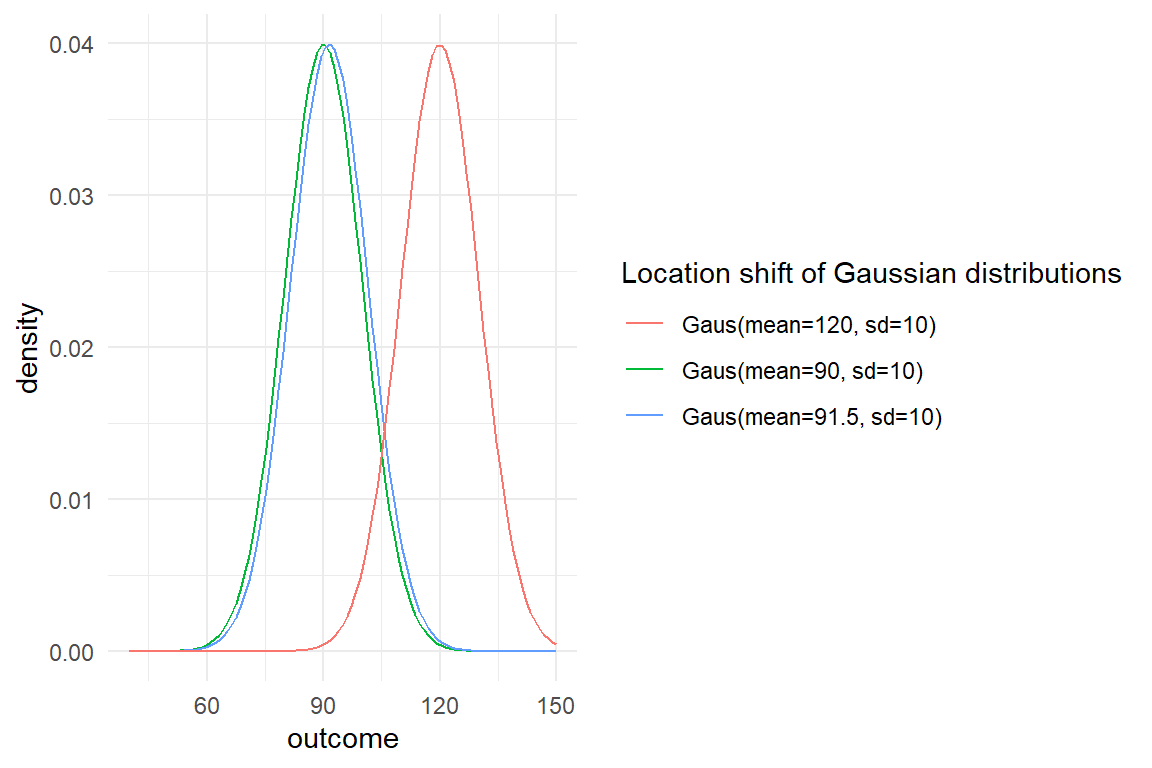 0.04
0.03
0.02
0.01
0.00
density
60 90 120 150
outcome
Location shift of Gaussian distributions
Gaus(mean=120, sd=10)
Gaus(mean=90, sd=10)
Gaus(mean=91.5, sd=10)